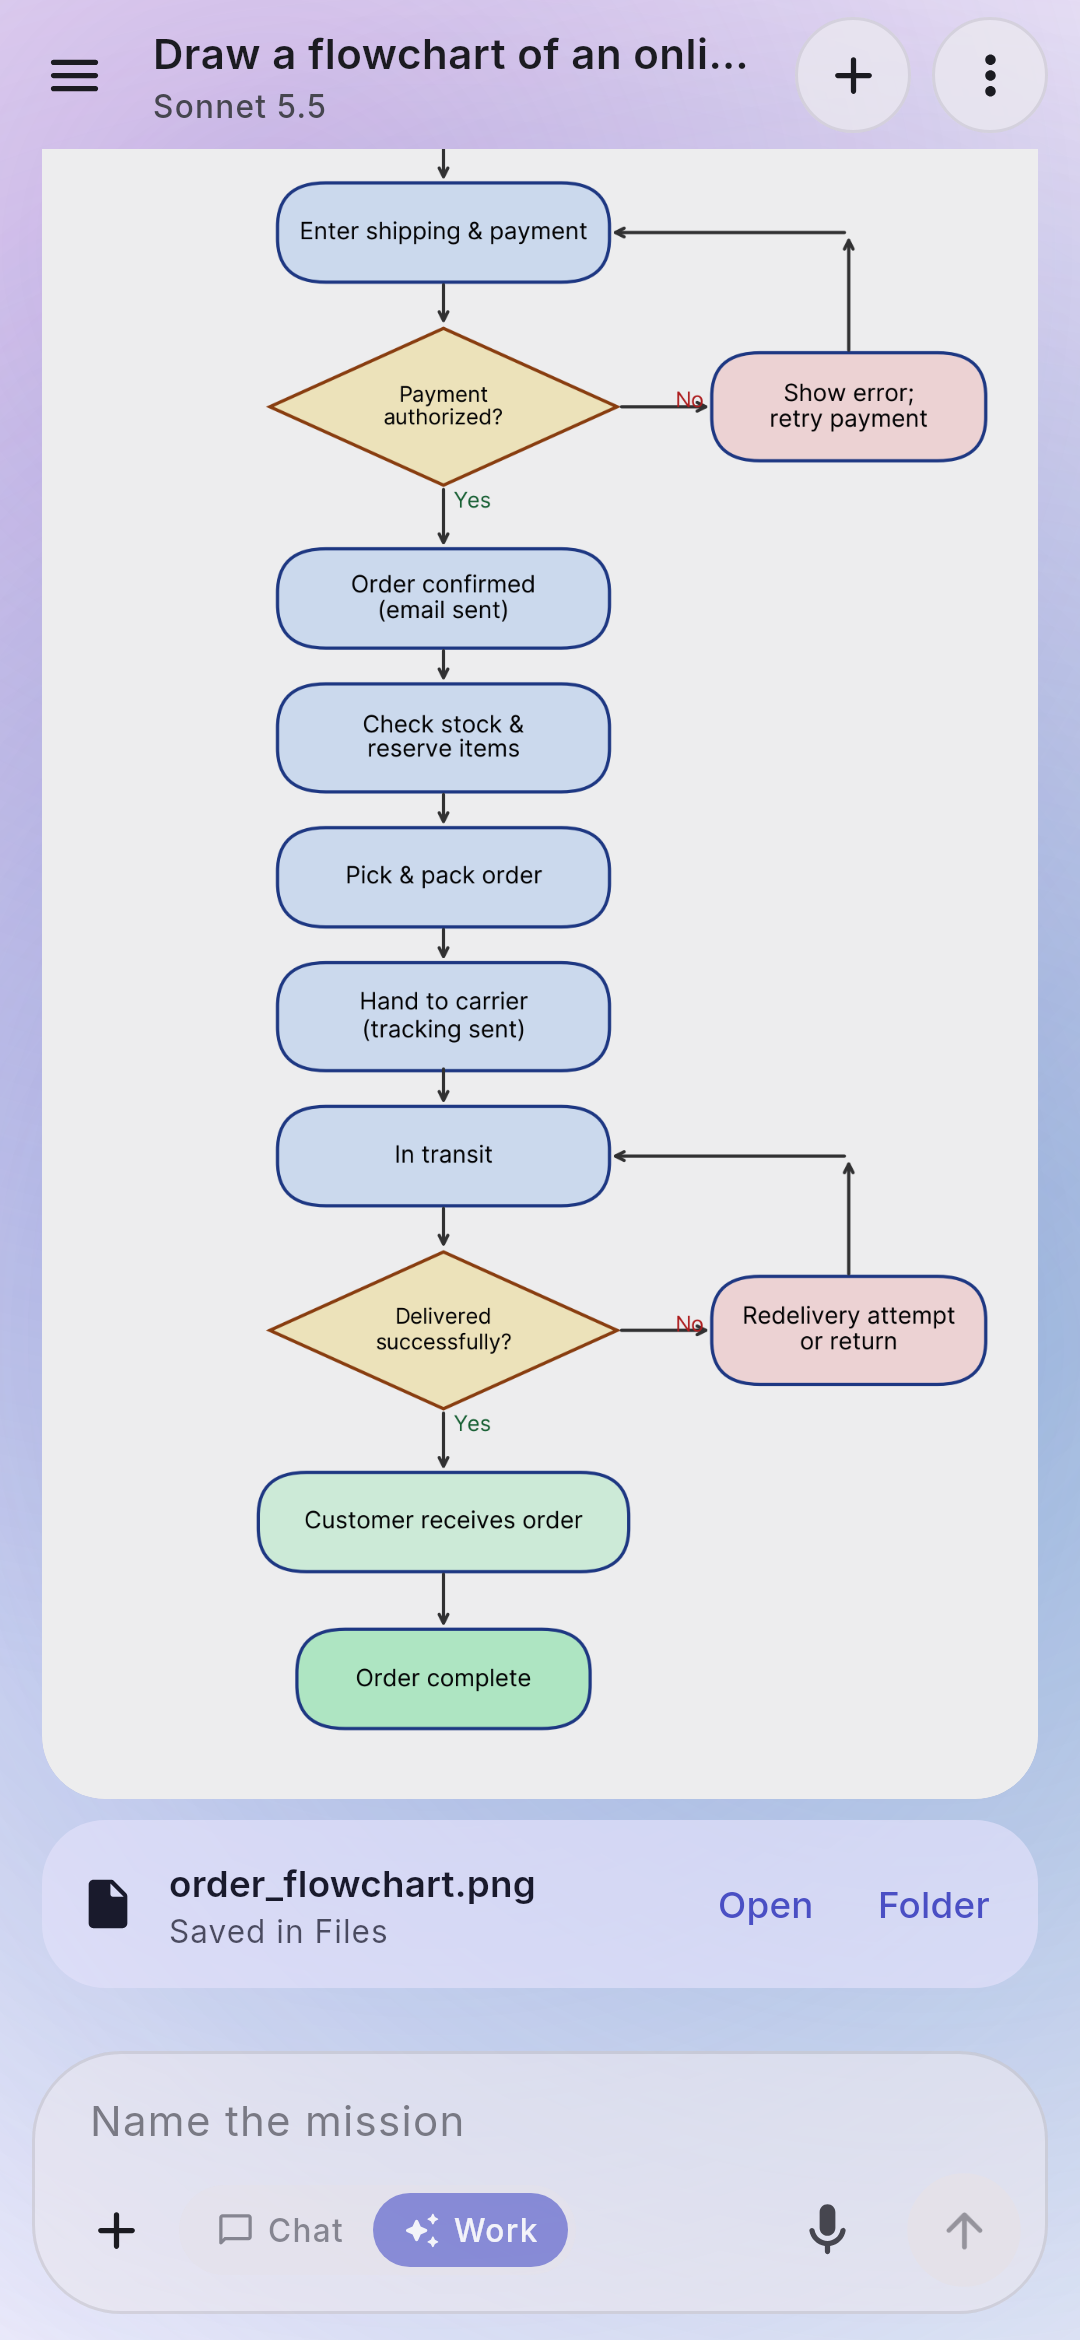 Draw a flowchart of an onli...
Sonnet 5.5
Enter shipping & payment
Payment
authorized?
No
Show error;
retry payment
Yes
Order confirmed
(email sent)
Check stock &
reserve items
Pick & pack order
Hand to carrier
(tracking sent)
In transit
Delivered
successfully?
No
Redelivery attempt
or return
Yes
Customer receives order
Order complete
order_flowchart.png
Saved in Files
Open
Folder
Name the mission
Chat
Work